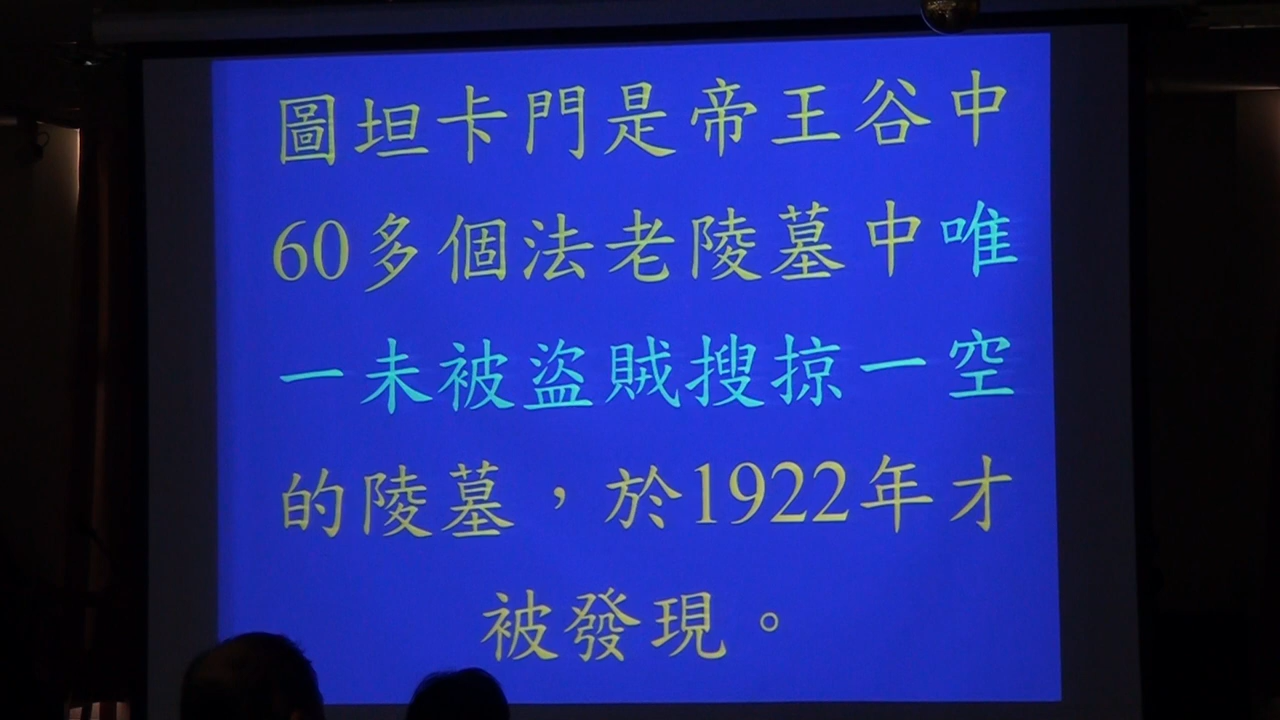 圖坦卡門是帝王谷中
60多個法老陵墓中唯
一未被盜賊搜掠一空
的陵墓，於1922年才
被發現。